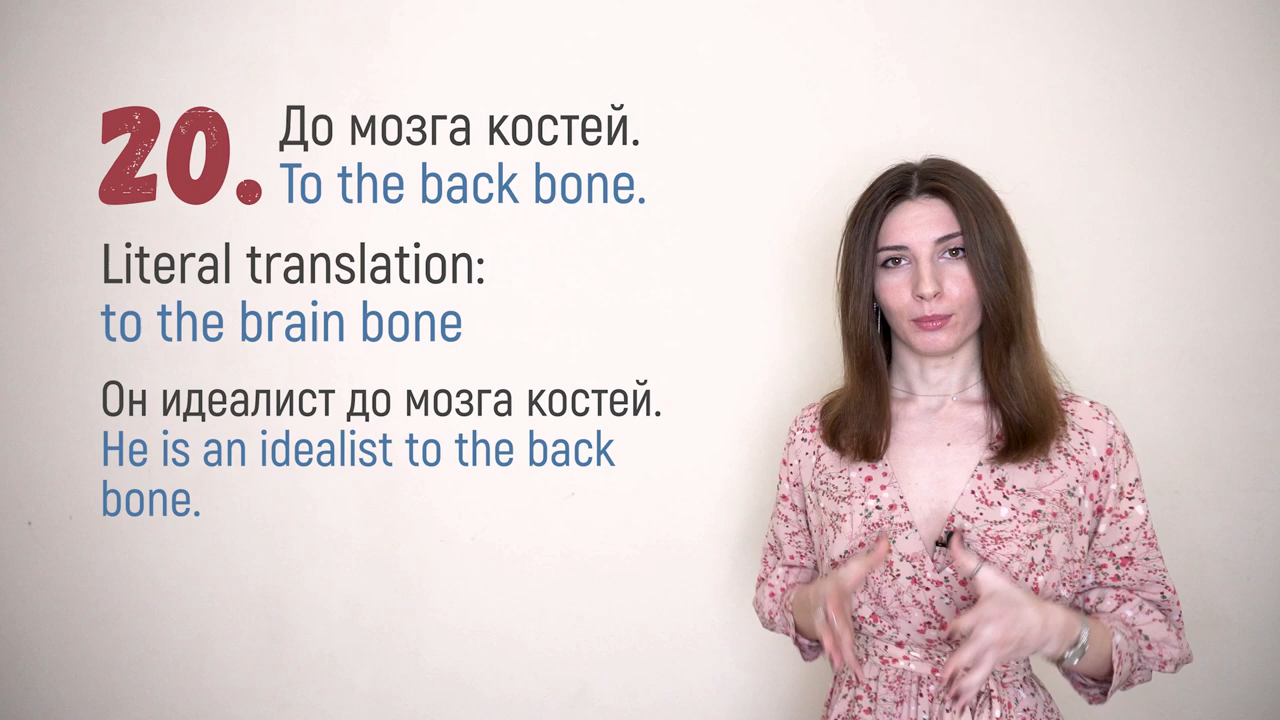 20. До мозга костей.
To the back bone.
Literal translation:
to the brain bone
Он идеалист до мозга костей.
He is an idealist to the back
bone.